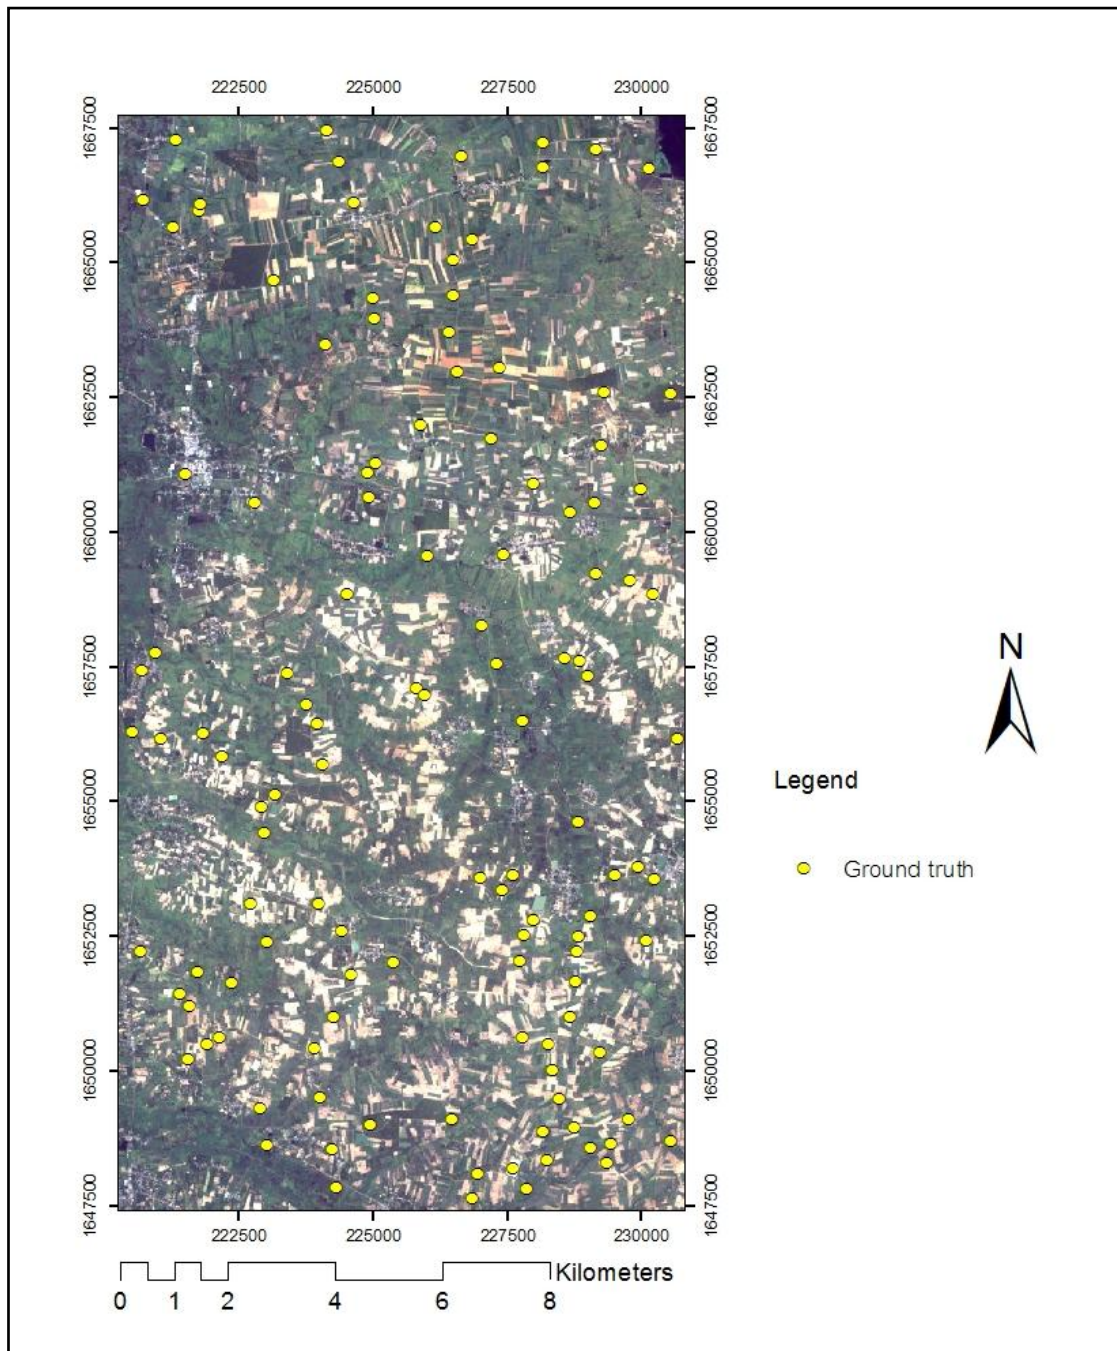 222500 225000 227500 230000
1667500 1667500
1665000 1665000
1662500 1662500
1660000 1660000
1657500 1657500
N
1655000 1655000
Legend
Ground truth
1652500 1652500
1650000 1650000
1647500 1647500
222500 225000 227500 230000
Kilometers
0 1 2 4 6 8